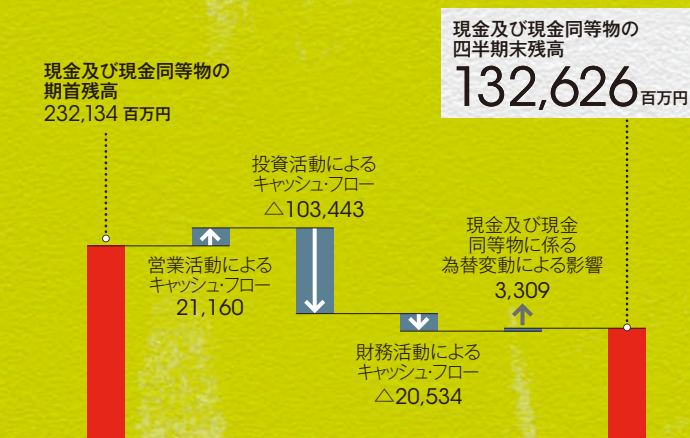 現金及び現金同等物の
四半期末残高
132,626百万円
現金及び現金同等物の
期首残高
232,134 百万円
投資活動による
キャッシュ・フロー
△103,443
営業活動による
キャッシュ・フロー
21,160
現金及び現金
同等物に係る
為替変動による影響
3,309
財務活動による
キャッシュ・フロー
△20,534